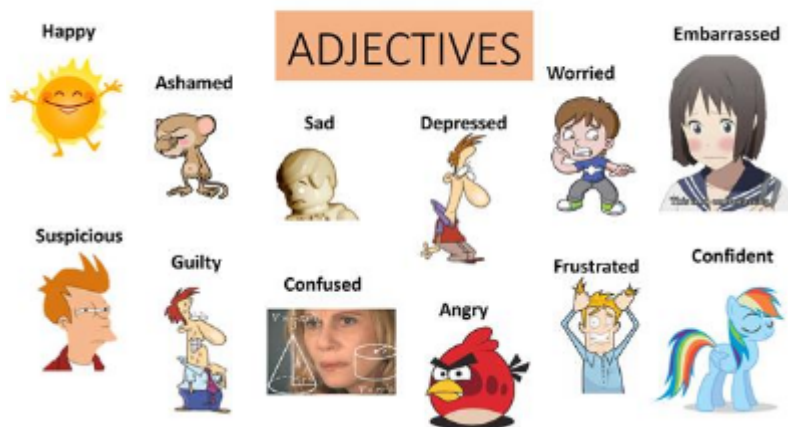 ADJECTIVES
Happy
Ashamed
Sad
Depressed
Worried
Embarrassed
Suspicious
Guilty
Confused
Angry
Frustrated
Confident